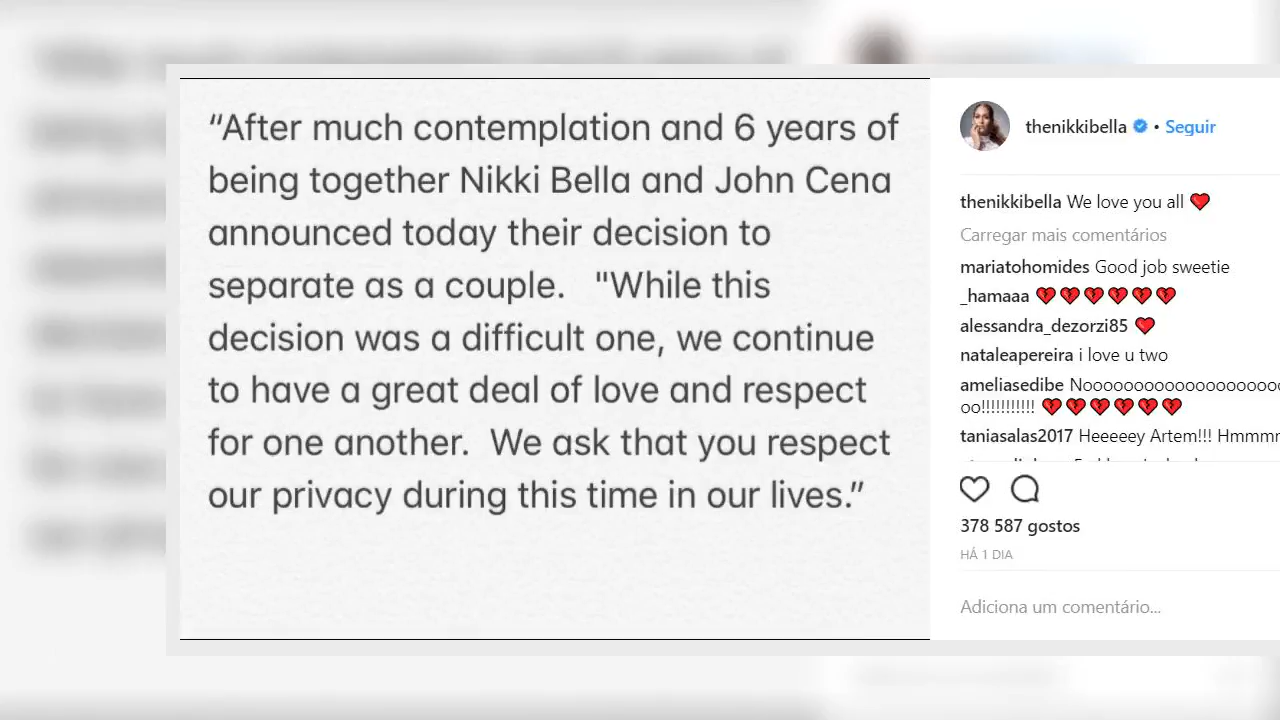 “After much contemplation and 6 years of
being together Nikki Bella and John Cena
announced today their decision to
separate as a couple.   "While this
decision was a difficult one, we continue
to have a great deal of love and respect
for one another.  We ask that you respect
our privacy during this time in our lives.”
thenikkibella • Seguir
thenikkibella We love you all ❤️
Carregar mais comentários
mariatohomides Good job sweetie
_hamaaa 💔💔💔💔💔💔
alessandra_dezorzi85 ❤️
nataleapereira i love u two
ameliasedibe Nooooooooooooooooooo
oo!!!!!!!!!!! 💔💔💔💔💔💔
taniasalas2017 Heeeeey Artem!!! Hmmmm
378 587 gostos
HÁ 1 DIA
Adiciona um comentário...